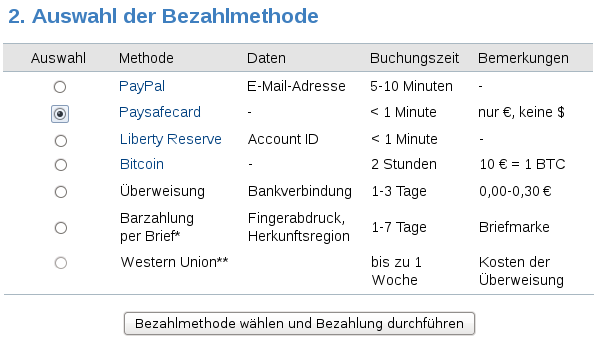 2. Auswahl der Bezahlmethode
Auswahl Methode Daten Buchungszeit Bemerkungen
PayPal E-Mail-Adresse 5-10 Minuten -
Paysafecard - < 1 Minute nur €, keine $
Liberty Reserve Account ID < 1 Minute -
Bitcoin - 2 Stunden 10 € = 1 BTC
Überweisung Bankverbindung 1-3 Tage 0,00-0,30 €
Barzahlung per Brief* Fingerabdruck, Herkunftsregion 1-7 Tage Briefmarke
Western Union** bis zu 1 Woche Kosten der Überweisung
Bezahlmethode wählen und Bezahlung durchführen